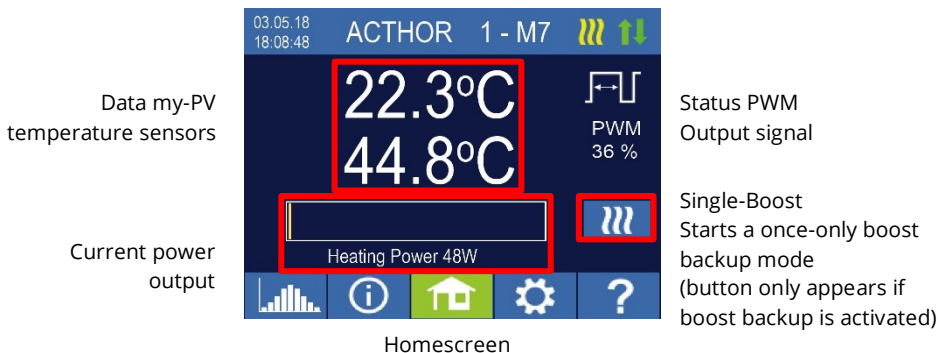 03.05.18
18:08:48
ACTHOR 1 - M7
22.3°C
44.8°C
PWM
36 %
Heating Power 48W
?
Data my-PV
temperature sensors
Current power
output
Status PWM
Output signal
Single-Boost
Starts a once-only boost
backup mode
(button only appears if
boost backup is activated)
Homescreen